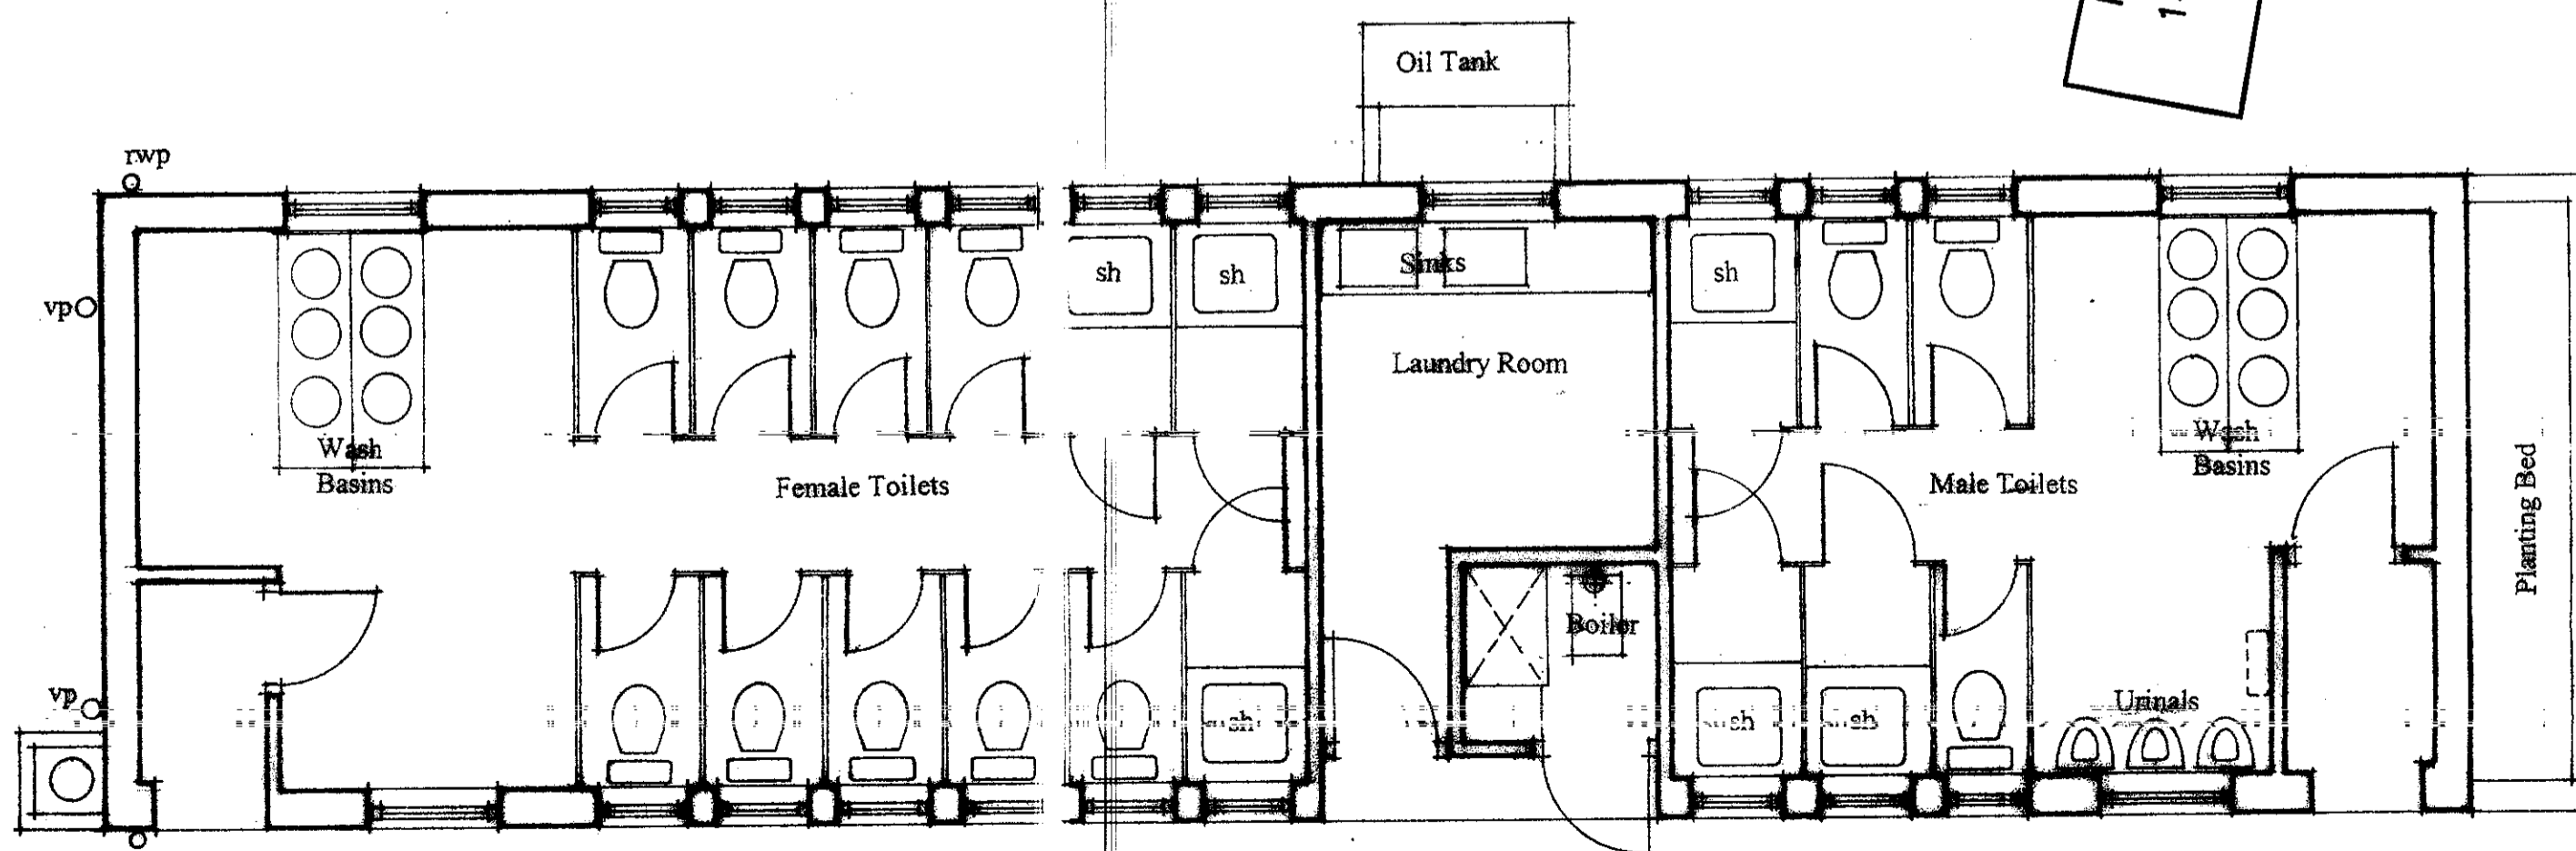 Oil Tank
rwp
vp
sh
sh
sh
Sinks
Laundry Room
Wash
Basins
Female Toilets
Male Toilets
Wash
Basins
Planting Bed
Boiler
vp
Urinals
sh
sh
sh